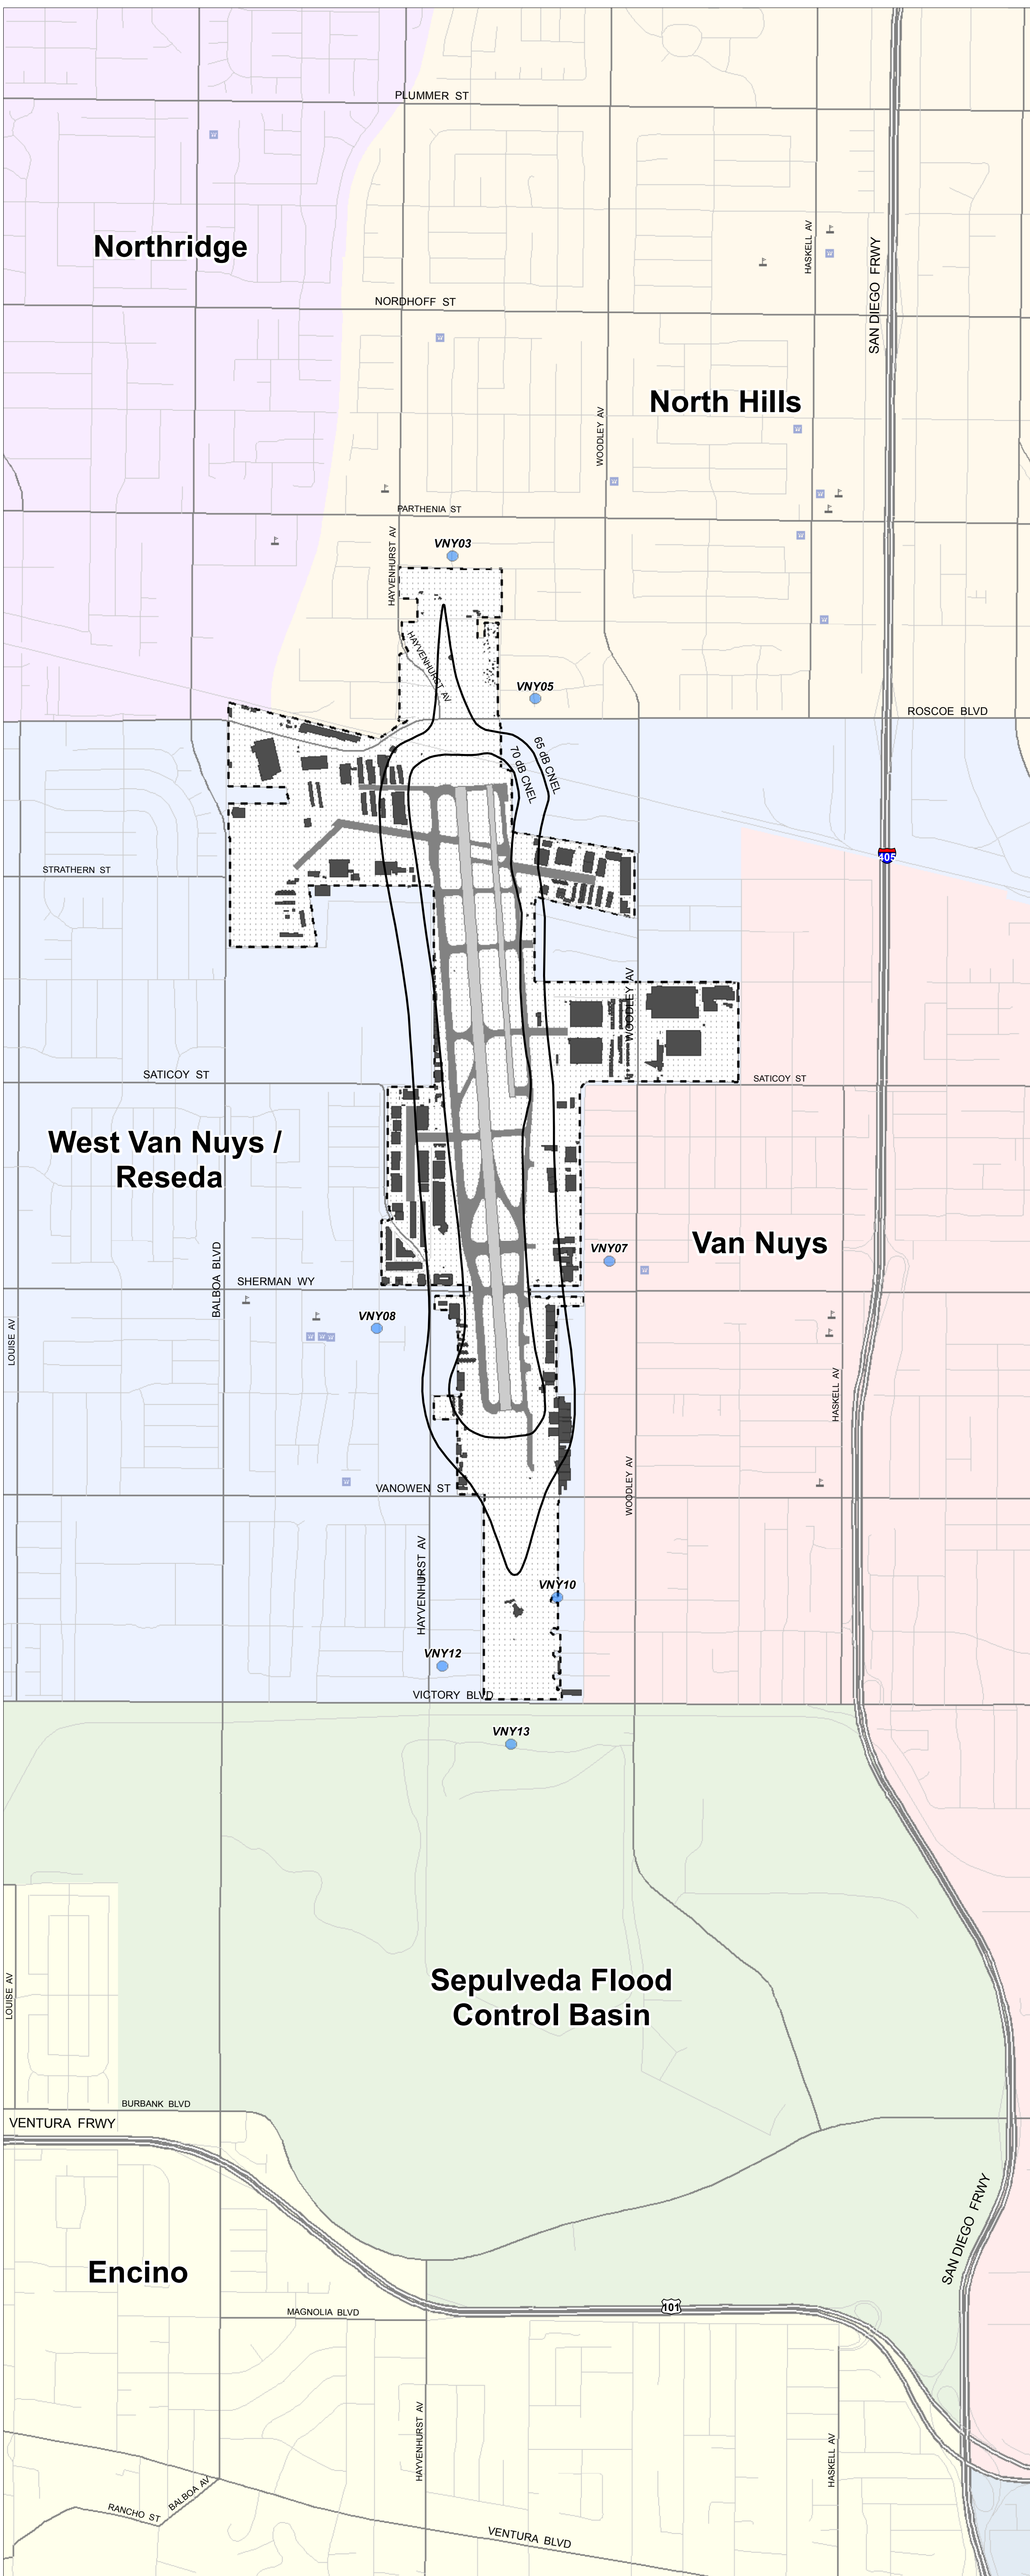 PLUMMER ST
HASKELL AV
SAN DIEGO FRWY
Northridge
NORDHOFF ST
North Hills
WOODLEY AV
PARTHENIA ST
HAYVENHURST AV
VNY03
HAYVENHURST AV
VNY05
ROSCOE BLVD
65 dB CNEL
70 dB CNEL
405
STRATHERN ST
WOODLEY AV
SATICOY ST
SATICOY ST
West Van Nuys /
Reseda
Van Nuys
VNY07
BALBOA BLVD
SHERMAN WY
VNY08
LOUISE AV
HASKELL AV
WOODLEY AV
VANOWEN ST
HAYVENHURST AV
VNY10
VNY12
VICTORY BLVD
VNY13
Sepulveda Flood
Control Basin
LOUISE AV
BURBANK BLVD
VENTURA FRWY
SAN DIEGO FRWY
Encino
101
MAGNOLIA BLVD
HAYVENHURST AV
HASKELL AV
BALBOA AV
RANCHO ST
VENTURA BLVD